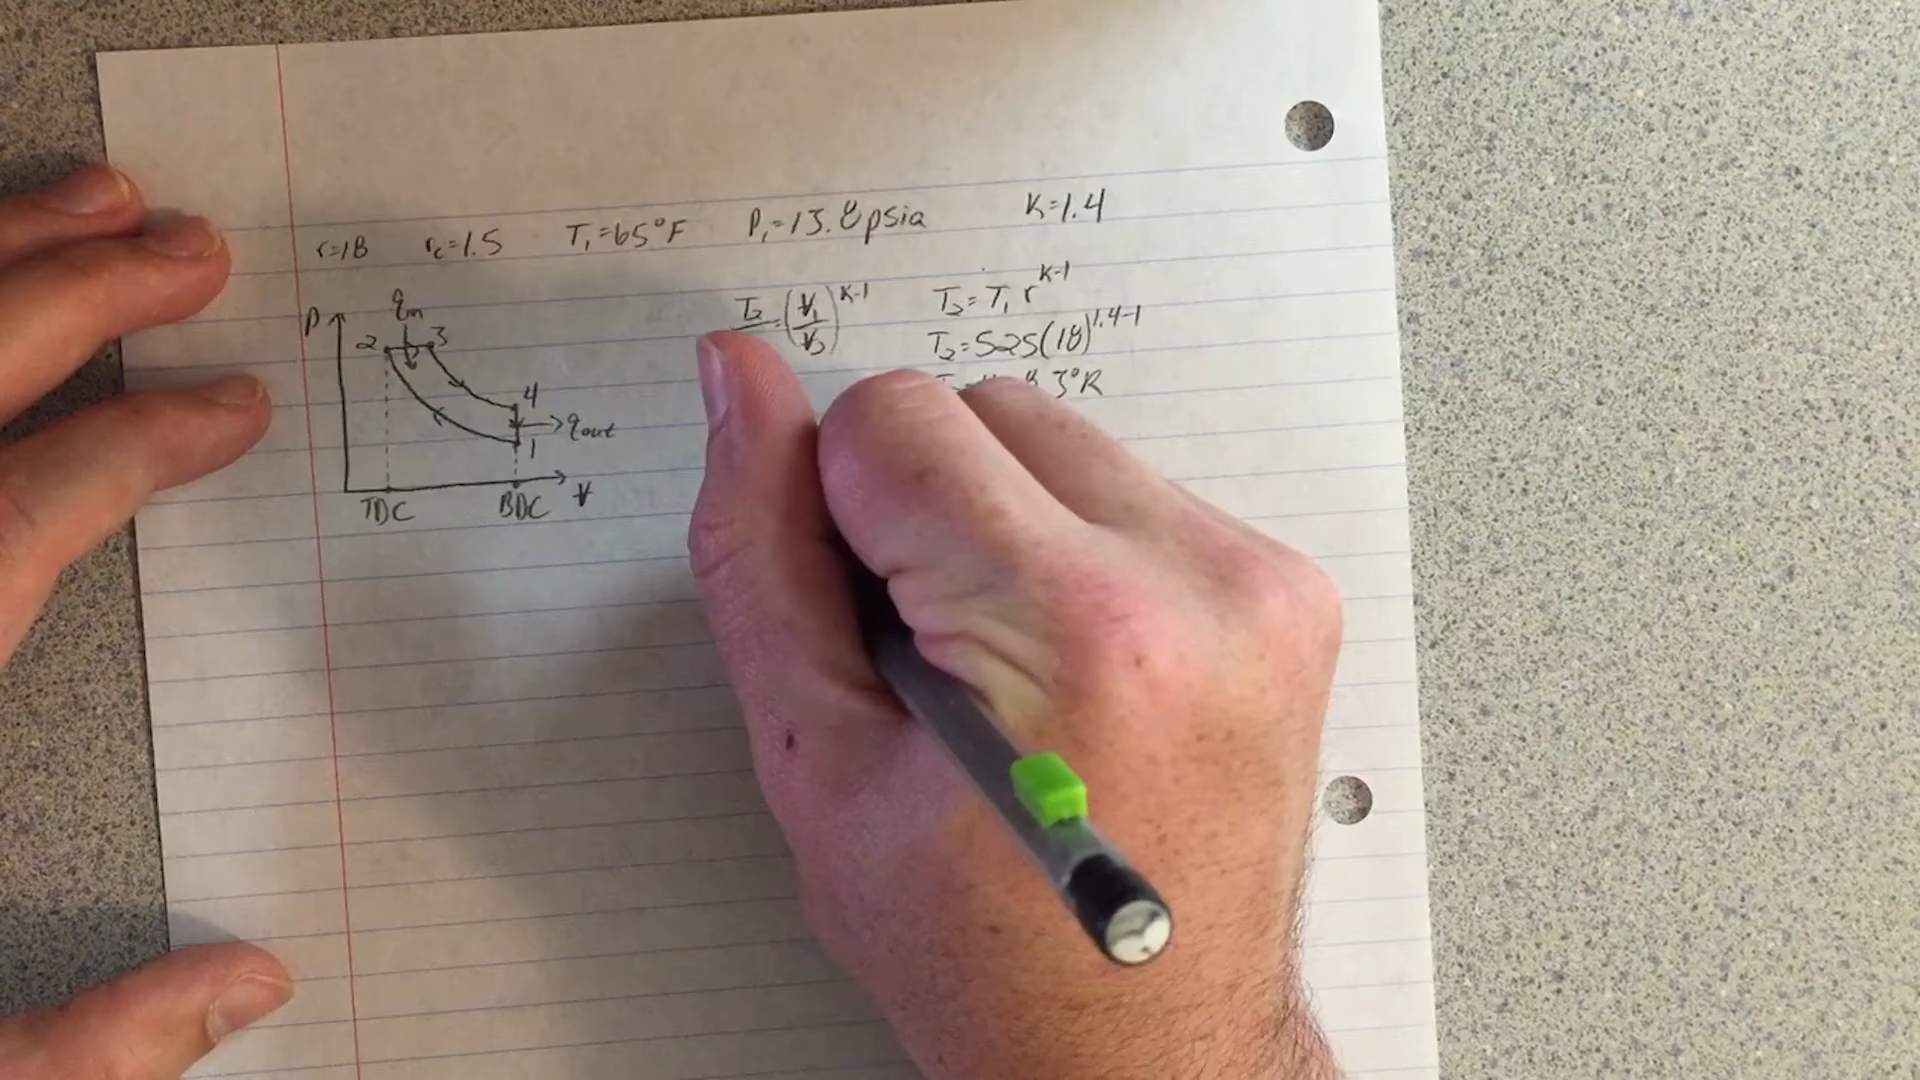 r=18 rc=1.5 T1=65°F P1=13.8psia K=1.4
T2 = (V1/V2)^K-1 T2=T1 r^K-1
T2=525(18)^1.4-1
3°R
P qin
2 3
4
qout
1
TDC BDC V